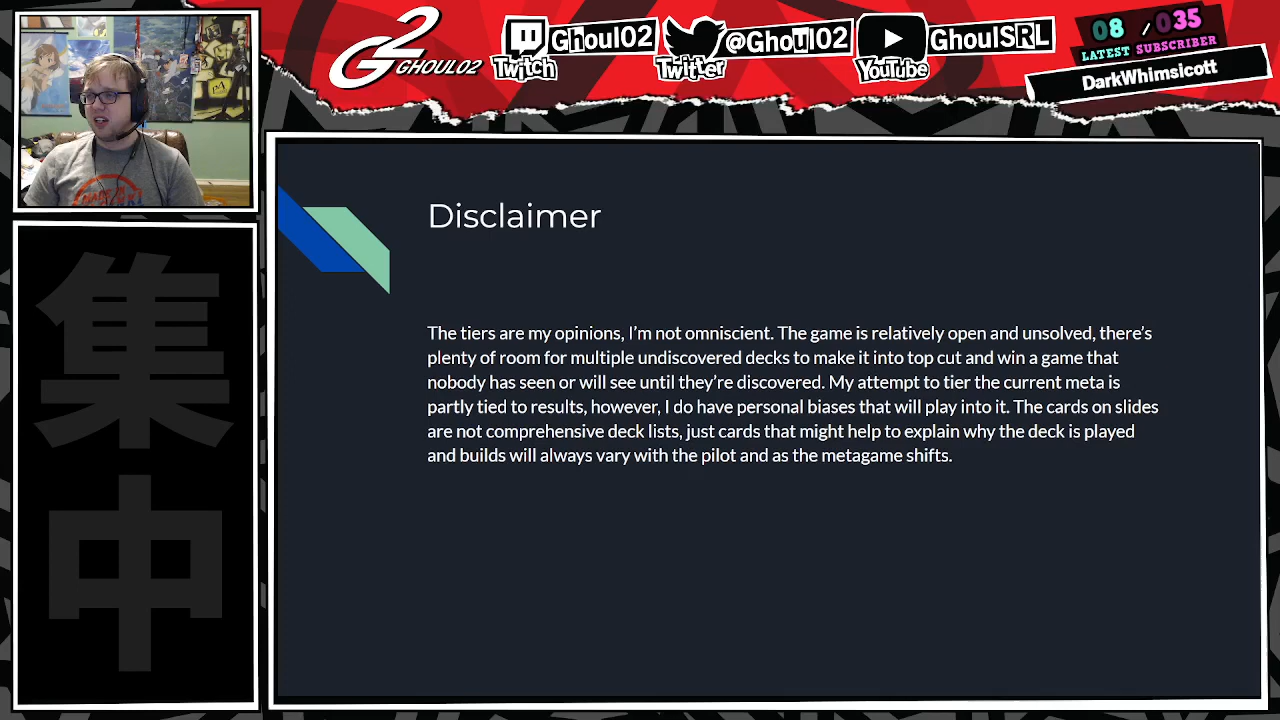 G2
GHOUL02
Ghoul02
Twitch
@Ghoul02
Twitter
GhoulSRL
YouTube
08 / 035
LATEST SUBSCRIBER
DarkWhimsicott
集
中
Disclaimer
The tiers are my opinions, I'm not omniscient. The game is relatively open and unsolved, there's
plenty of room for multiple undiscovered decks to make it into top cut and win a game that
nobody has seen or will see until they're discovered. My attempt to tier the current meta is
partly tied to results, however, I do have personal biases that will play into it. The cards on slides
are not comprehensive deck lists, just cards that might help to explain why the deck is played
and builds will always vary with the pilot and as the metagame shifts.